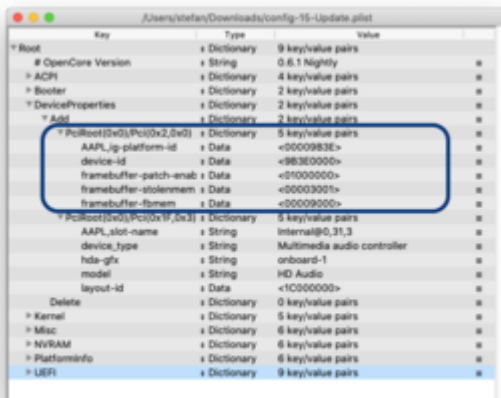 /Users/stefan/Downloads/config-15-Update.plist
Key Type Value
Root Dictionary 9 key/value pairs
# OpenCore Version String 0.6.1 Nightly
ACPI Dictionary 4 key/value pairs
Booter Dictionary 2 key/value pairs
DeviceProperties Dictionary 2 key/value pairs
Add Dictionary 2 key/value pairs
PciRoot(0x0)/Pci(0x2,0x0) Dictionary 5 key/value pairs
AAPL,ig-platform-id Data <00009B3E>
device-id Data <9B3E0000>
framebuffer-patch-enab Data <01000000>
framebuffer-stolenmem Data <00003001>
framebuffer-fbmem Data <00009000>
PciRoot(0x0)/Pci(0x1F,0x3) Dictionary 5 key/value pairs
AAPL,slot-name String Internal@0,31,3
device_type String Multimedia audio controller
hda-gfx String onboard-1
model String HD Audio
layout-id Data <1C000000>
Delete Dictionary 0 key/value pairs
Kernel Dictionary 5 key/value pairs
Misc Dictionary 6 key/value pairs
NVRAM Dictionary 6 key/value pairs
PlatformInfo Dictionary 6 key/value pairs
UEFI Dictionary 9 key/value pairs